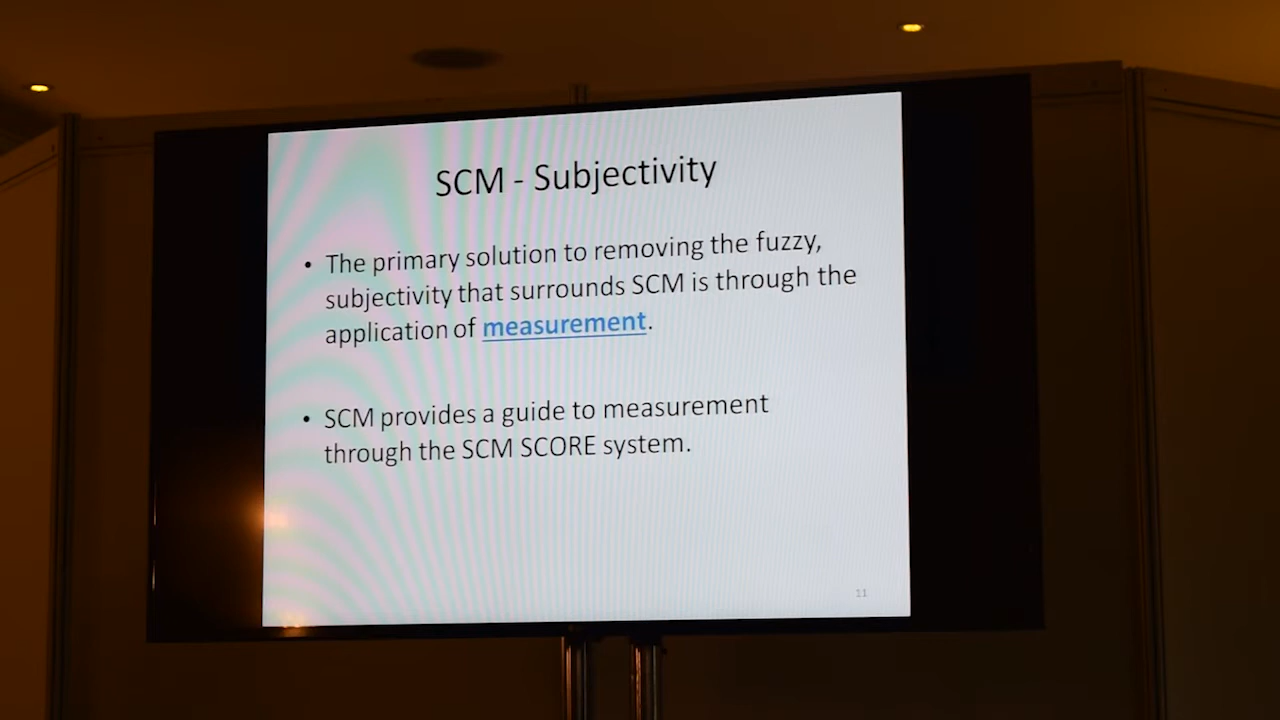 SCM - Subjectivity
• The primary solution to removing the fuzzy,
subjectivity that surrounds SCM is through the
application of measurement.
• SCM provides a guide to measurement
through the SCM SCORE system.
11